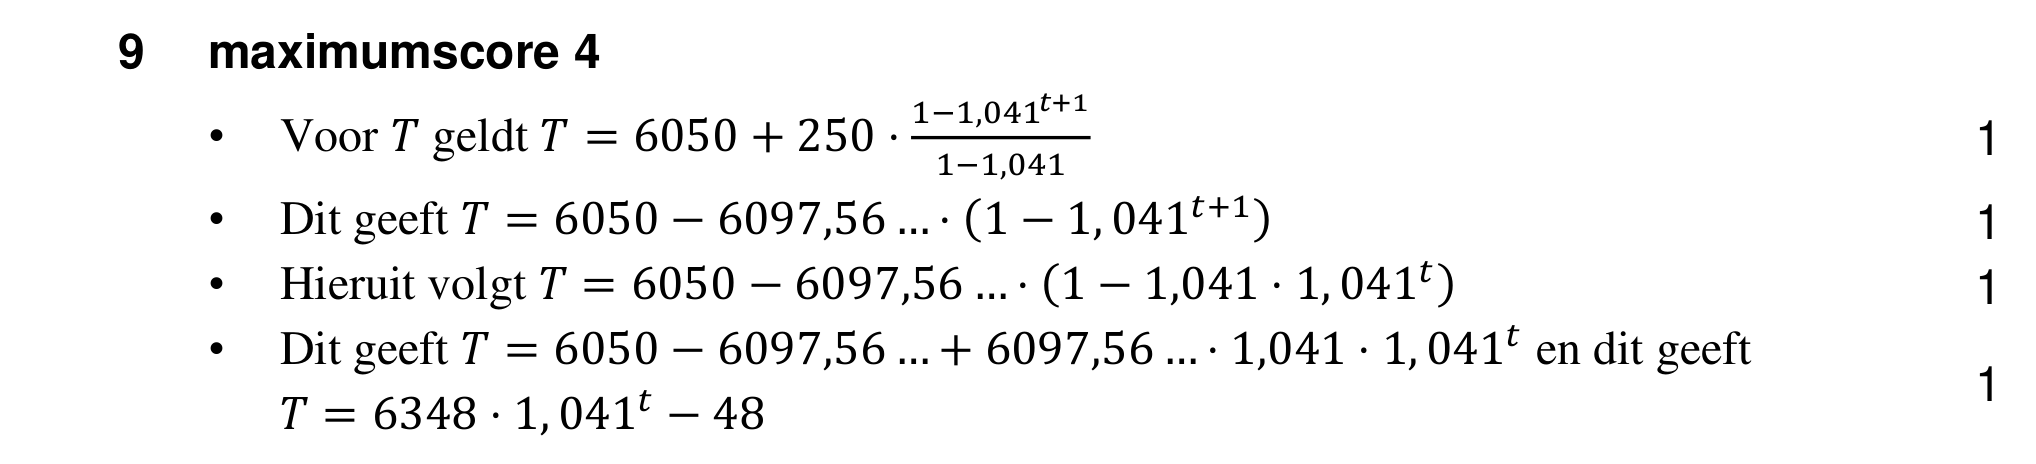 9 maximumscore 4
• Voor T geldt T = 6050 + 250 · \frac{1−1,041^{t+1}}{1−1,041} 1
• Dit geeft T = 6050 − 6097,56 … · (1 − 1,041^{t+1}) 1
• Hieruit volgt T = 6050 − 6097,56 … · (1 − 1,041 · 1,041^t) 1
• Dit geeft T = 6050 − 6097,56 … + 6097,56 … · 1,041 · 1,041^t en dit geeft
T = 6348 · 1,041^t − 48 1